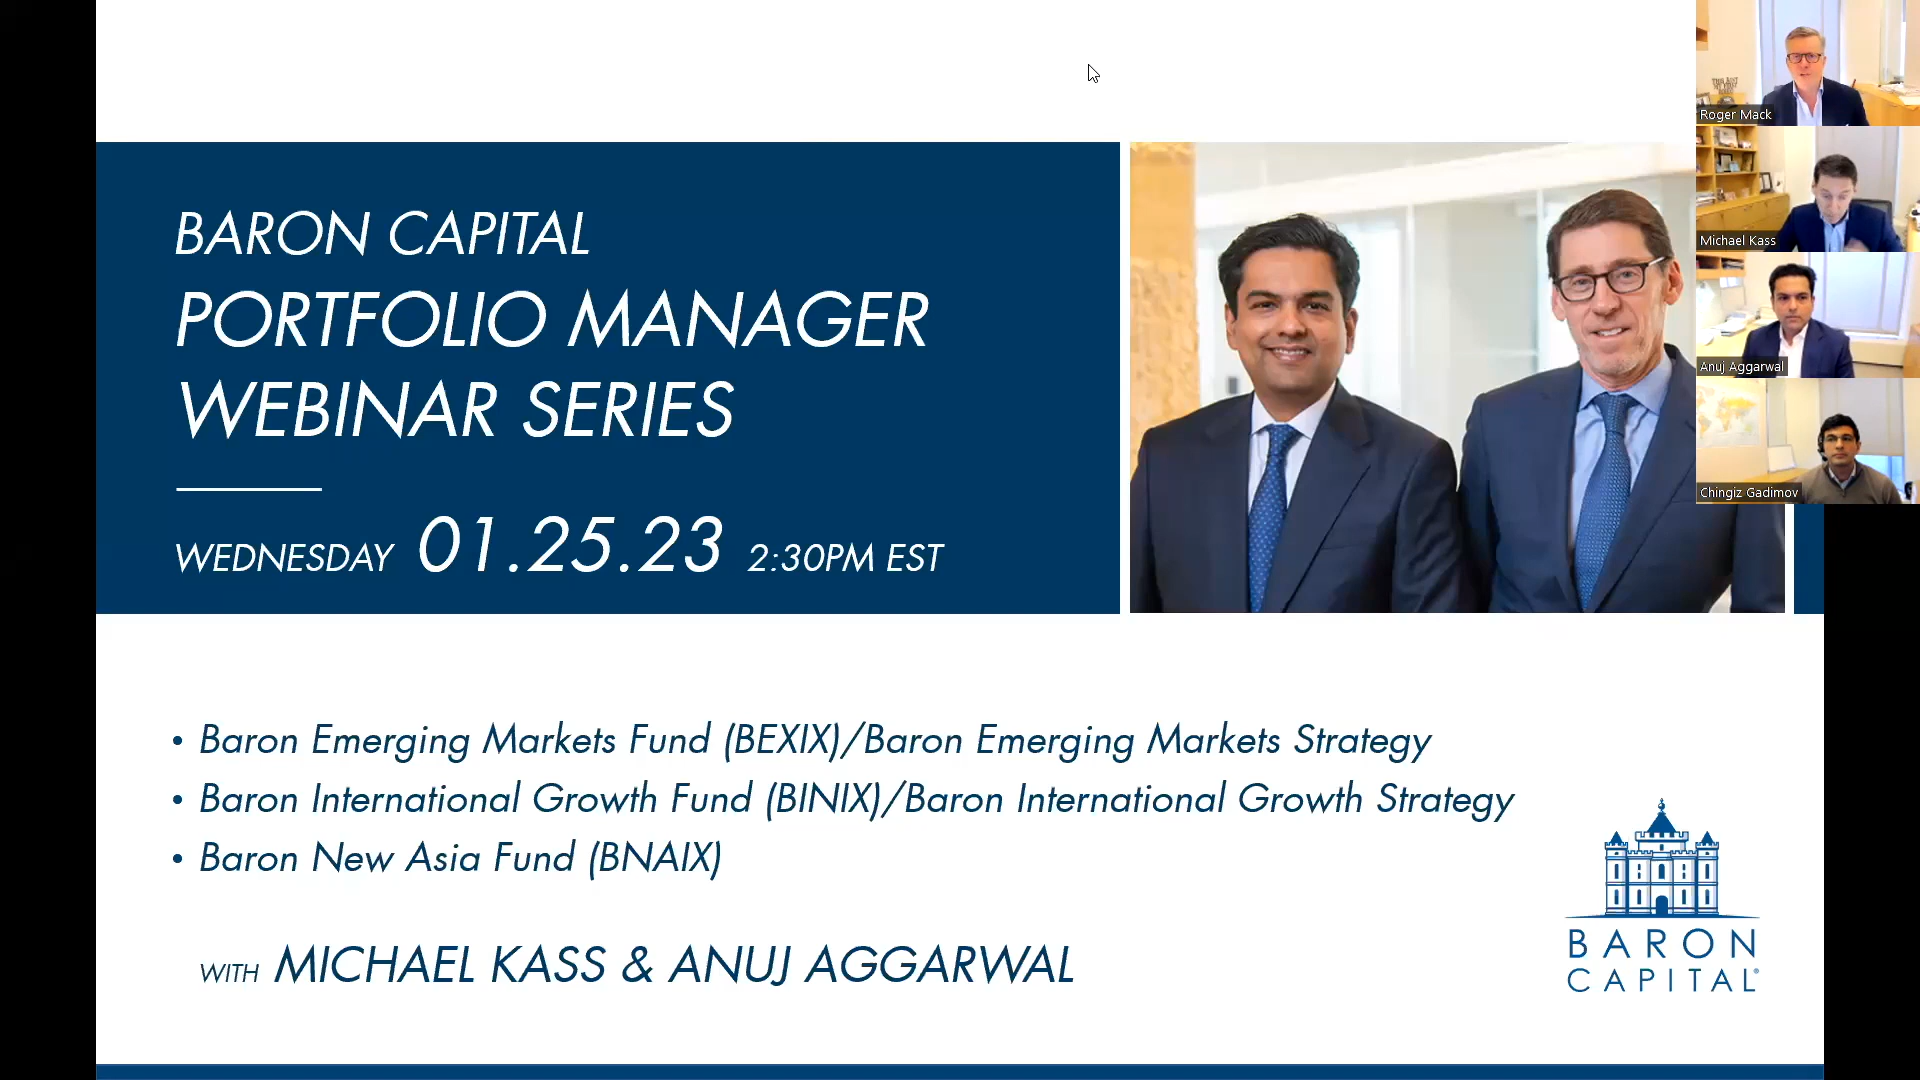 BARON CAPITAL
PORTFOLIO MANAGER
WEBINAR SERIES
WEDNESDAY 01.25.23 2:30PM EST
• Baron Emerging Markets Fund (BEXIX)/Baron Emerging Markets Strategy
• Baron International Growth Fund (BINIX)/Baron International Growth Strategy
• Baron New Asia Fund (BNAIX)
WITH MICHAEL KASS & ANUJ AGGARWAL
BARON
CAPITAL®
Roger Mack
Michael Kass
Anuj Aggarwal
Chingiz Gadimov